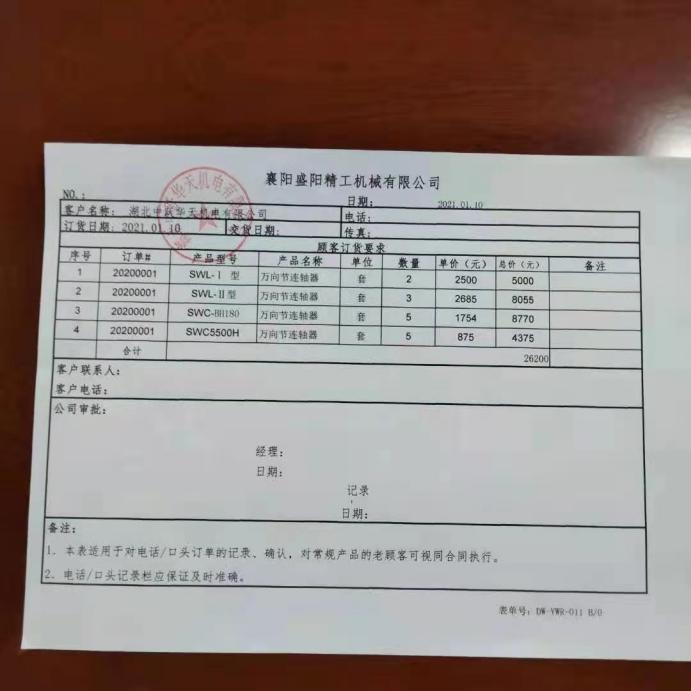 襄阳盛阳精工机械有限公司
NO.： 日期： 2021.01.10
客户名称： 湖北中跃华天机电有限公司 电话：
订货日期：2021.01.10 交货日期： 传真：
顾客订货要求
序号 订单# 产品型号 产品名称 单位 数量 单价（元） 总价（元） 备注
1 20200001 SWL-Ⅰ 型 万向节连轴器 套 2 2500 5000
2 20200001 SWL-Ⅱ型 万向节连轴器 套 3 2685 8055
3 20200001 SWC-BH180 万向节连轴器 套 5 1754 8770
4 20200001 SWC5500H 万向节连轴器 套 5 875 4375
合计 26200
客户联系人：
客户电话：
公司审批：
经理：
日期：
记录
日期：
备注：
1. 本表适用于对电话/口头订单的记录、确认，对常规产品的老顾客可视同合同执行。
2. 电话/口头记录栏应保证及时准确。
表单号：DW-YWR-011 B/0
华天机电有